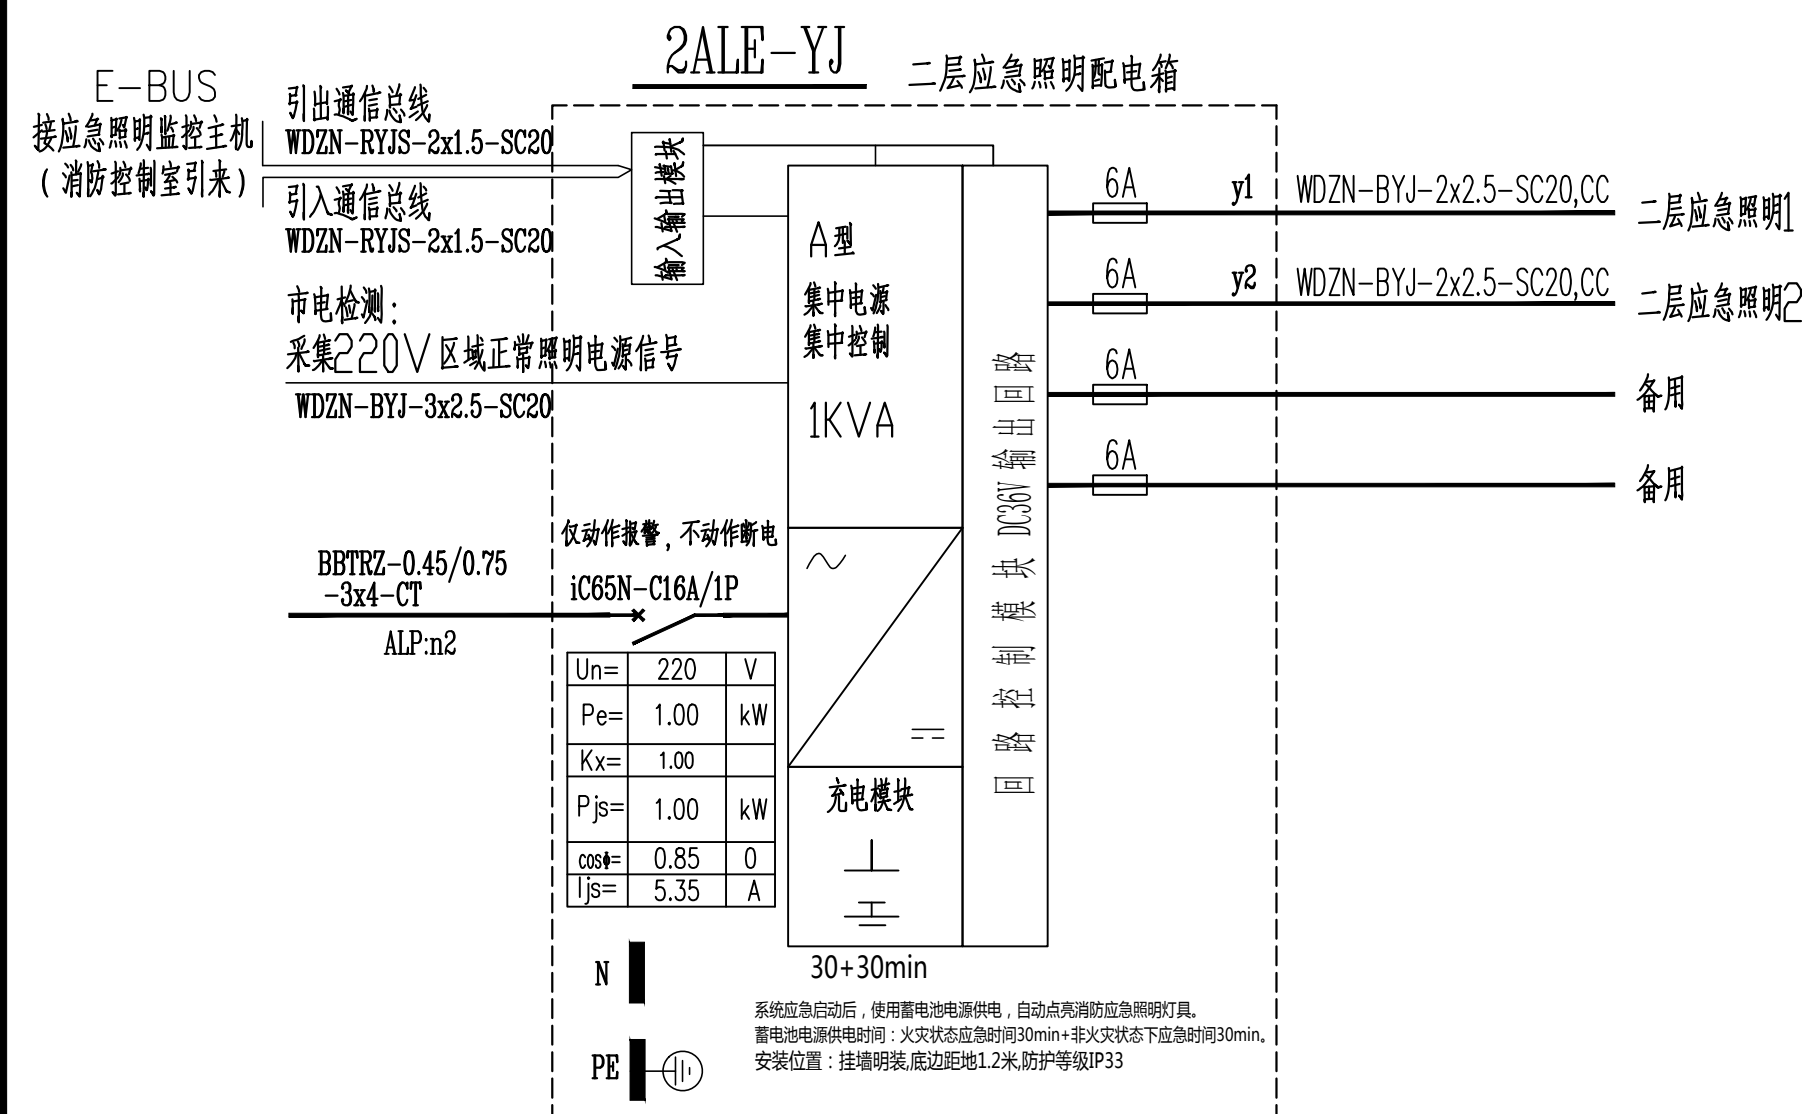 2ALE-YJ
二层应急照明配电箱
E-BUS
接应急照明监控主机
(消防控制室引来)
引出通信总线
WDZN-RYJS-2x1.5-SC20
引入通信总线
WDZN-RYJS-2x1.5-SC20
输入输出模块
市电检测:
采集220V区域正常照明电源信号
WDZN-BYJ-3x2.5-SC20
A型
集中电源
集中控制
1KVA
回路控制模块 DC36V输出回路
6A
y1
WDZN-BYJ-2x2.5-SC20,CC
二层应急照明1
6A
y2
WDZN-BYJ-2x2.5-SC20,CC
二层应急照明2
6A
备用
6A
备用
仅动作报警,不动作断电
BBTRZ-0.45/0.75
-3x4-CT
iC65N-C16A/1P
ALP:n2
Un= 220 V
Pe= 1.00 kW
Kx= 1.00
Pjs= 1.00 kW
cosΦ= 0.85 0
Ijs= 5.35 A
充电模块
30+30min
N
PE
系统应急启动后，使用蓄电池电源供电，自动点亮消防应急照明灯具。
蓄电池电源供电时间：火灾状态应急时间30min+非火灾状态下应急时间30min。
安装位置：挂墙明装,底边距地1.2米,防护等级IP33